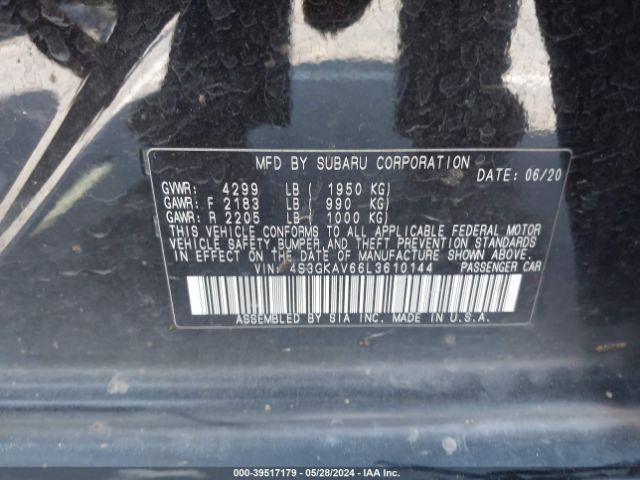 MFD BY SUBARU CORPORATION
DATE: 06/20
GVWR: 4299 LB ( 1950 KG)
GAWR: F 2183 LB ( 990 KG)
GAWR: R 2205 LB ( 1000 KG)
THIS VEHICLE CONFORMS TO ALL APPLICABLE FEDERAL MOTOR
VEHICLE SAFETY, BUMPER, AND THEFT PREVENTION STANDARDS
IN EFFECT ON THE DATE OF MANUFACTURE SHOWN ABOVE.
VIN: 4S3GKAV66L3610144 PASSENGER CAR
ASSEMBLED BY SIA INC. MADE IN U.S.A.
000-39517179 — 05/28/2024 — IAA Inc.